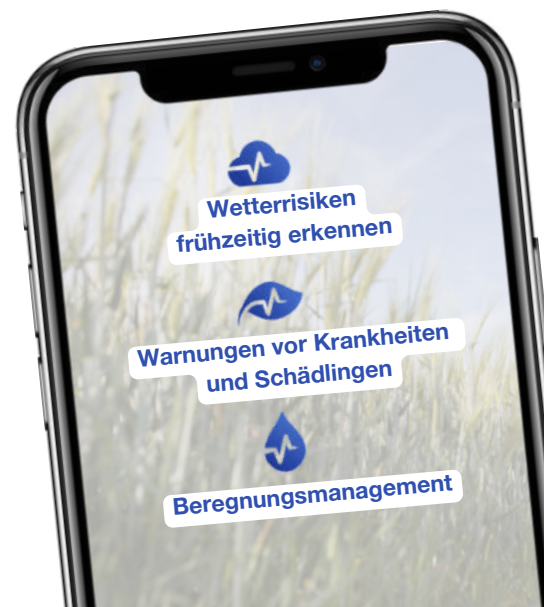 Wetterrisiken
frühzeitig erkennen
Warnungen vor Krankheiten
und Schädlingen
Beregnungsmanagement